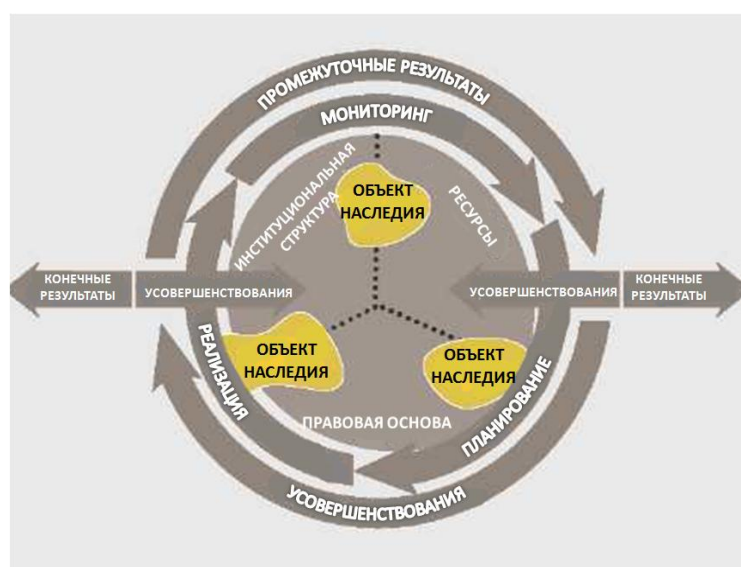 ПРОМЕЖУТОЧНЫЕ РЕЗУЛЬТАТЫ
МОНИТОРИНГ
ИНСТИТУЦИОНАЛЬНАЯ
СТРУКТУРА
РЕСУРСЫ
ОБЪЕКТ
НАСЛЕДИЯ
КОНЕЧНЫЕ
РЕЗУЛЬТАТЫ
УСОВЕРШЕНСТВОВАНИЯ
УСОВЕРШЕНСТВОВАНИЯ
КОНЕЧНЫЕ
РЕЗУЛЬТАТЫ
РЕАЛИЗАЦИЯ
ОБЪЕКТ
НАСЛЕДИЯ
ОБЪЕКТ
НАСЛЕДИЯ
ПЛАНИРОВАНИЕ
ПРАВОВАЯ ОСНОВА
УСОВЕРШЕНСТВОВАНИЯ